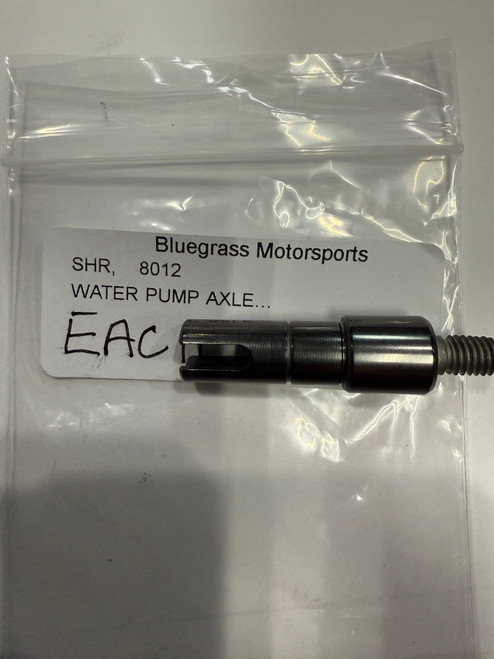 Bluegrass Motorsports
SHR, 8012
WATER PUMP AXLE...
EAC